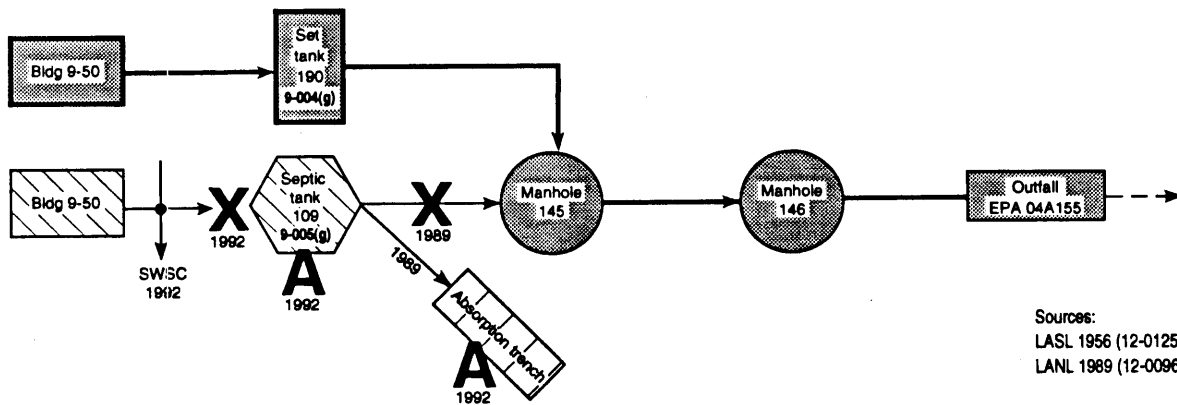 Bldg 9-50
Set
tank
190
9-004(g)
Bldg 9-50
SWSC
1992
X
1992
Septic
tank
109
9-005(g)
A
1992
X
1989
1989
Absorption trench
A
1992
Manhole
145
Manhole
146
Outfall
EPA 04A155
Sources:
LASL 1956 (12-0125
LANL 1989 (12-0096